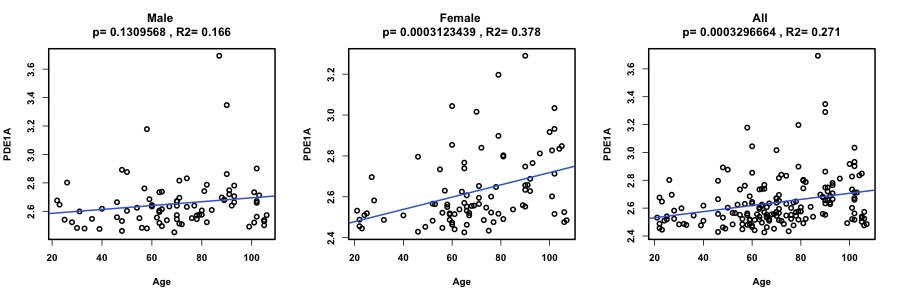 Male
p= 0.1309568 , R2= 0.166
PDE1A
3.6
3.4
3.2
3.0
2.8
2.6
20 40 60 80 100
Age
Female
p= 0.0003123439 , R2= 0.378
PDE1A
3.2
3.0
2.8
2.6
2.4
20 40 60 80 100
Age
All
p= 0.0003296664 , R2= 0.271
PDE1A
3.6
3.4
3.2
3.0
2.8
2.6
2.4
20 40 60 80 100
Age